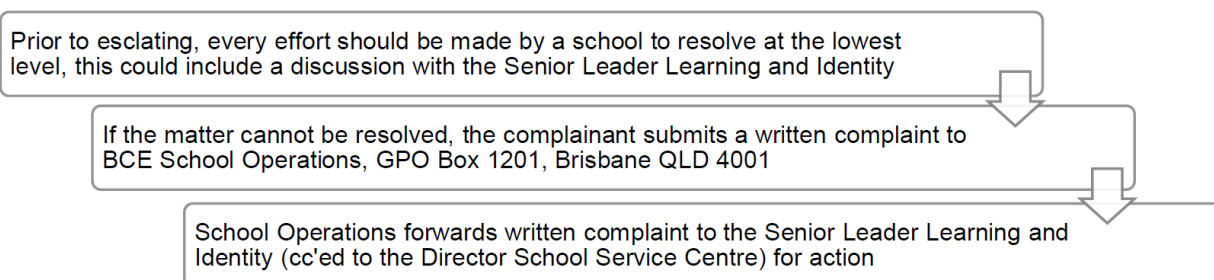 Prior to esclating, every effort should be made by a school to resolve at the lowest
level, this could include a discussion with the Senior Leader Learning and Identity
If the matter cannot be resolved, the complainant submits a written complaint to
BCE School Operations, GPO Box 1201, Brisbane QLD 4001
School Operations forwards written complaint to the Senior Leader Learning and
Identity (cc'ed to the Director School Service Centre) for action